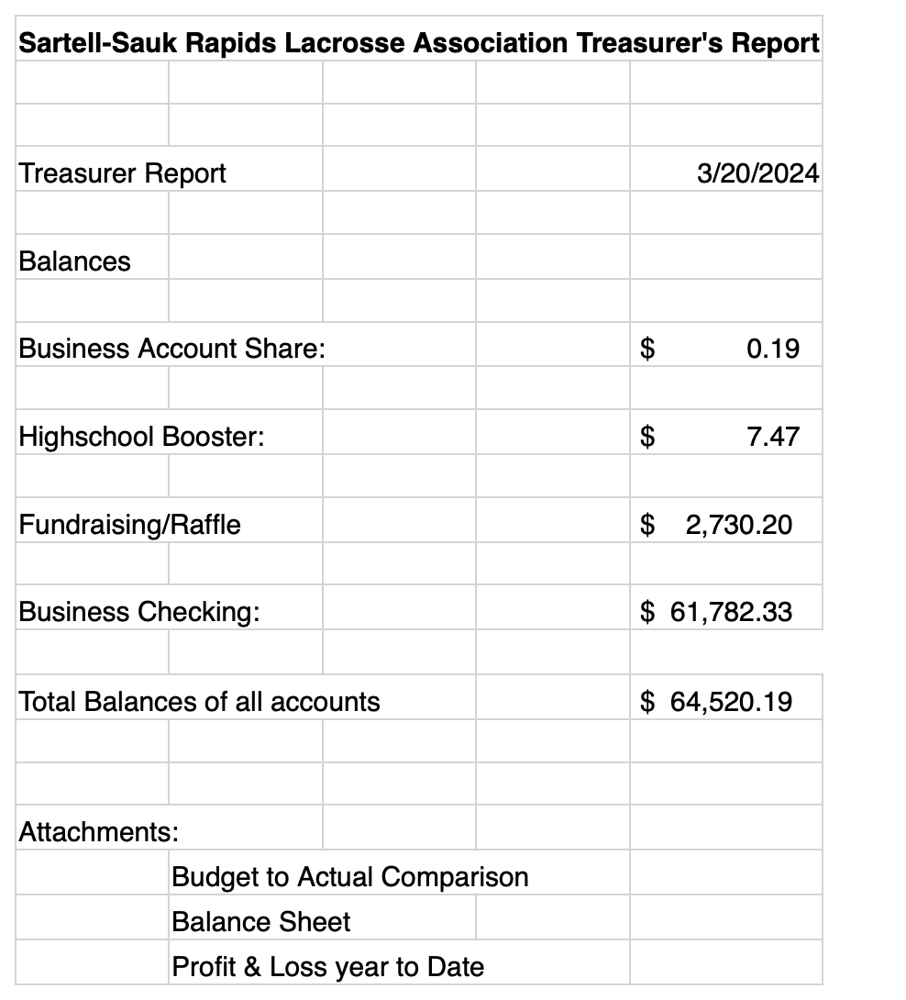 Sartell-Sauk Rapids Lacrosse Association Treasurer's Report
Treasurer Report 3/20/2024
Balances
Business Account Share: $ 0.19
Highschool Booster: $ 7.47
Fundraising/Raffle $ 2,730.20
Business Checking: $ 61,782.33
Total Balances of all accounts $ 64,520.19
Attachments:
Budget to Actual Comparison
Balance Sheet
Profit & Loss year to Date